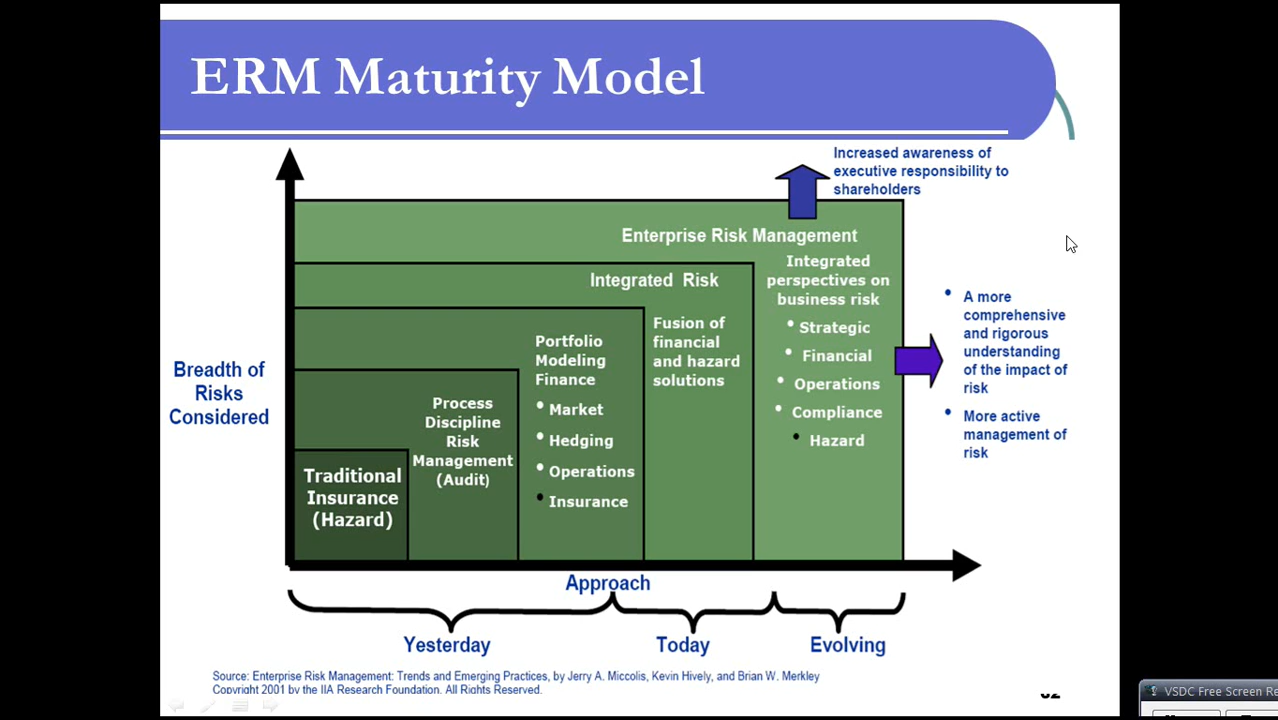 ERM Maturity Model
Increased awareness of
executive responsibility to
shareholders
Enterprise Risk Management
Integrated Risk
Integrated
perspectives on
business risk
• Strategic
• Financial
• Operations
• Compliance
• Hazard
Fusion of
financial
and hazard
solutions
Portfolio
Modeling
Finance
• Market
• Hedging
• Operations
• Insurance
Process
Discipline
Risk
Management
(Audit)
Traditional
Insurance
(Hazard)
Breadth of
Risks
Considered
• A more
comprehensive
and rigorous
understanding
of the impact of
risk
• More active
management of
risk
Approach
Yesterday
Today
Evolving
Source: Enterprise Risk Management: Trends and Emerging Practices, by Jerry A. Miccolis, Kevin Hively, and Brian W. Merkley
Copyright 2001 by the IIA Research Foundation. All Rights Reserved.
VSDC Free Screen Re